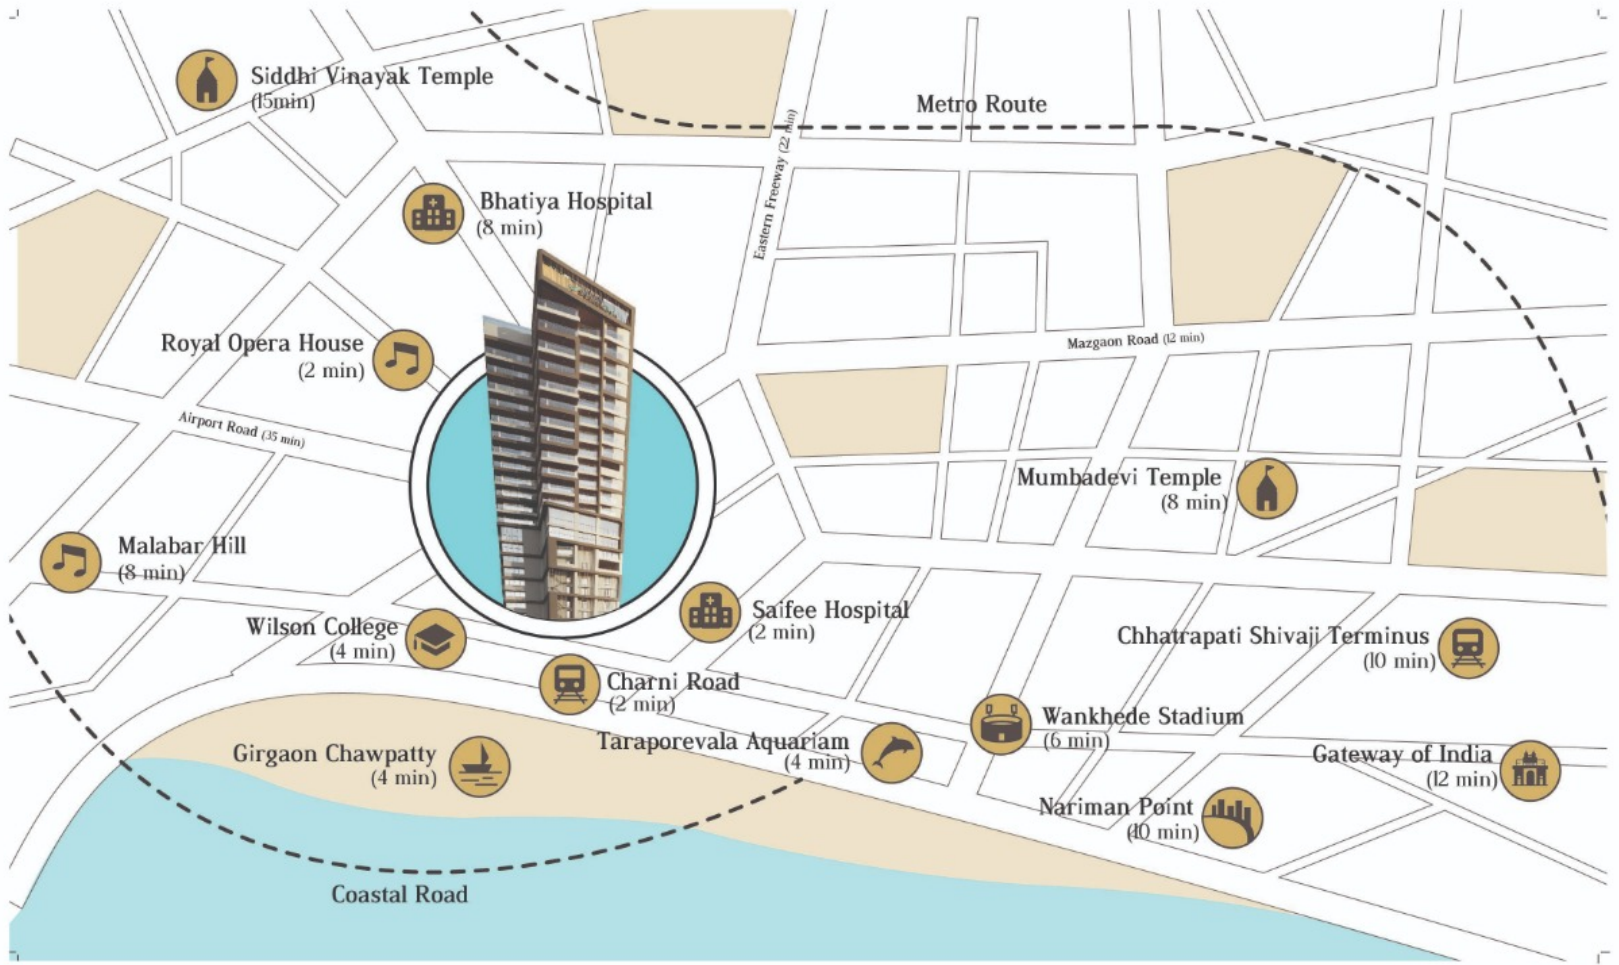 Siddhi Vinayak Temple
(15min)
Metro Route
Eastern Freeway (22 min)
Bhatiya Hospital
(8 min)
Royal Opera House
(2 min)
Mazgaon Road (12 min)
Airport Road (35 min)
Mumbadevi Temple
(8 min)
Malabar Hill
(8 min)
Wilson College
(4 min)
Saifee Hospital
(2 min)
Chhatrapati Shivaji Terminus
(10 min)
Charni Road
(2 min)
Wankhede Stadium
(6 min)
Taraporevala Aquariam
(4 min)
Girgaon Chawpatty
(4 min)
Gateway of India
(12 min)
Nariman Point
(10 min)
Coastal Road